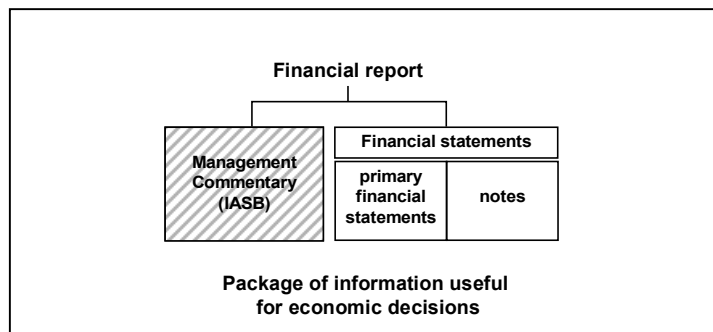 Financial report
Management
Commentary
(IASB)
Financial statements
primary
financial
statements
notes
Package of information useful
for economic decisions